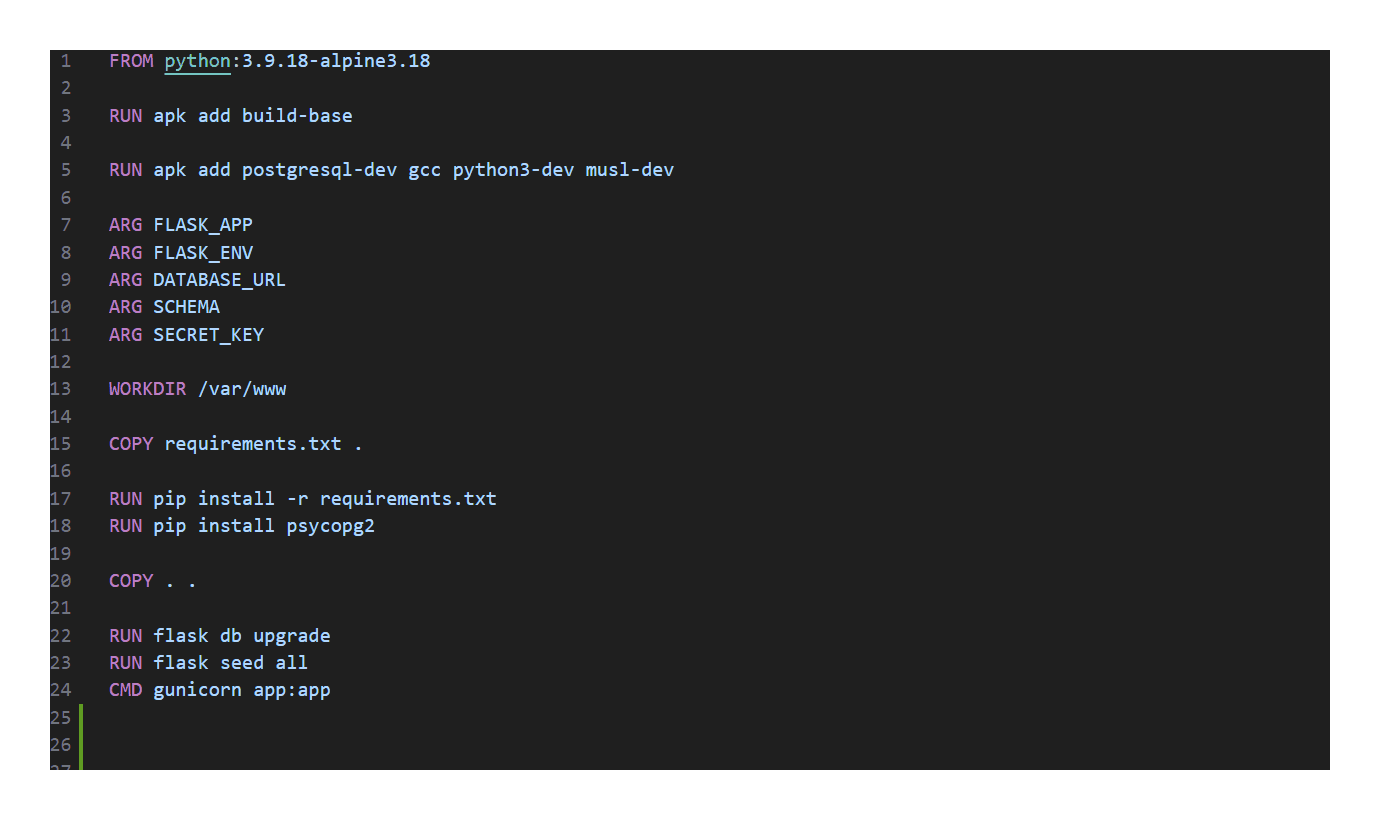 1 FROM python:3.9.18-alpine3.18
2
3 RUN apk add build-base
4
5 RUN apk add postgresql-dev gcc python3-dev musl-dev
6
7 ARG FLASK_APP
8 ARG FLASK_ENV
9 ARG DATABASE_URL
10 ARG SCHEMA
11 ARG SECRET_KEY
12
13 WORKDIR /var/www
14
15 COPY requirements.txt .
16
17 RUN pip install -r requirements.txt
18 RUN pip install psycopg2
19
20 COPY . .
21
22 RUN flask db upgrade
23 RUN flask seed all
24 CMD gunicorn app:app
25
26